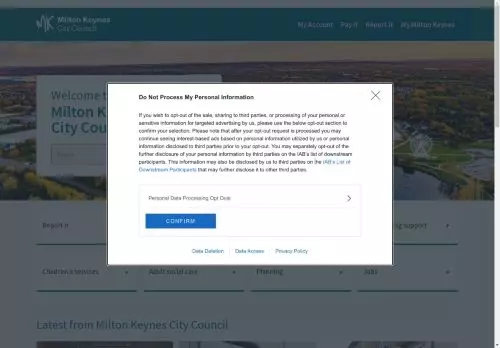 Milton Keynes
City Council
My Account Pay it Report it My Milton Keynes
Welcome t
Milton Key
City Counc
Do Not Process My Personal Information
If you wish to opt-out of the sale, sharing to third parties, or processing of your personal or
sensitive information for targeted advertising by us, please use the below opt-out section to
confirm your selection. Please note that after your opt-out request is processed you may
continue seeing interest-based ads based on personal information utilized by us or personal
information disclosed to third parties prior to your opt-out. You may separately opt-out of the
further disclosure of your personal information by third parties on the IAB's list of downstream
participants. This information may also be disclosed by us to third parties on the IAB's List of
Downstream Participants that may further disclose it to other third parties.
Personal Data Processing Opt Outs
CONFIRM
Data Deletion Data Access Privacy Policy
Report it
support
Children's services Adult social care Planning Jobs
Latest from Milton Keynes City Council